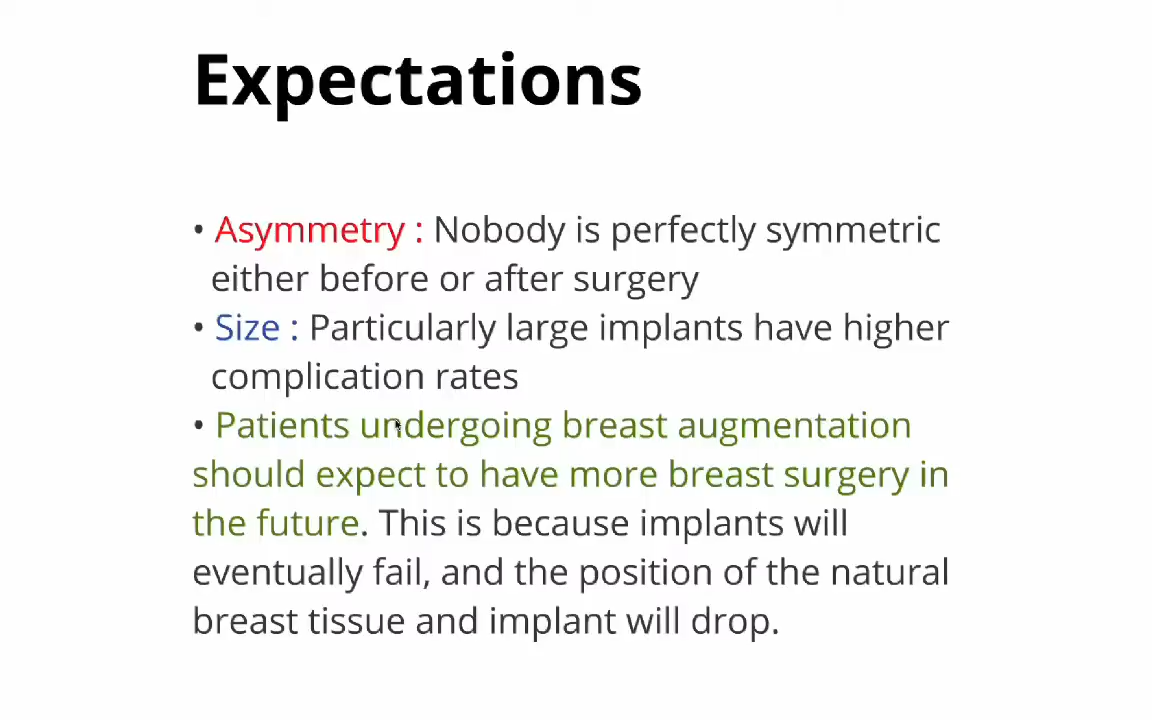 Expectations
• Asymmetry : Nobody is perfectly symmetric
either before or after surgery
• Size : Particularly large implants have higher
complication rates
• Patients undergoing breast augmentation
should expect to have more breast surgery in
the future. This is because implants will
eventually fail, and the position of the natural
breast tissue and implant will drop.